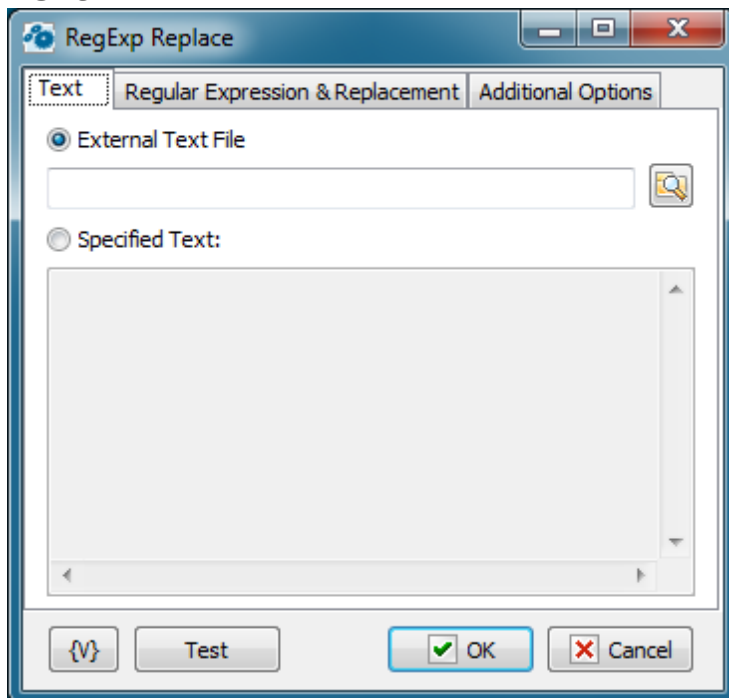 RegExp Replace
Text Regular Expression & Replacement Additional Options
External Text File
Specified Text:
{V} Test OK Cancel